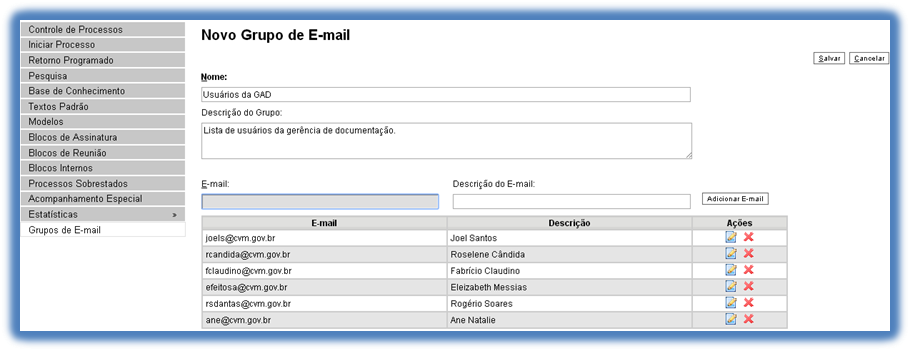 Controle de Processos
Iniciar Processo
Retorno Programado
Pesquisa
Base de Conhecimento
Textos Padrão
Modelos
Blocos de Assinatura
Blocos de Reunião
Blocos Internos
Processos Sobrestados
Acompanhamento Especial
Estatísticas »
Grupos de E-mail
Novo Grupo de E-mail
Salvar Cancelar
Nome:
Usuários da GAD
Descrição do Grupo:
Lista de usuários da gerência de documentação.
E-mail: Descrição do E-mail:
Adicionar E-mail
E-mail Descrição Ações
joels@cvm.gov.br Joel Santos
rcandida@cvm.gov.br Roselene Cândida
fclaudino@cvm.gov.br Fabrício Claudino
efeitosa@cvm.gov.br Eleizabeth Messias
rsdantas@cvm.gov.br Rogério Soares
ane@cvm.gov.br Ane Natalie